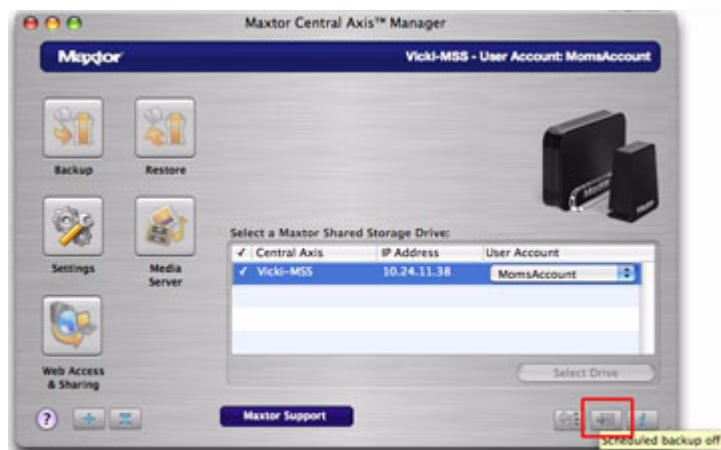 Maxtor Central Axis™ Manager
Maxtor
Vicki-MSS - User Account: MomsAccount
Backup
Restore
Select a Maxtor Shared Storage Drive:
✓ Central Axis IP Address User Account
✓ Vicki-MSS 10.24.11.38 MomsAccount
Settings
Media
Server
Web Access
& Sharing
Select Drive
?
Maxtor Support
i
Scheduled backup off